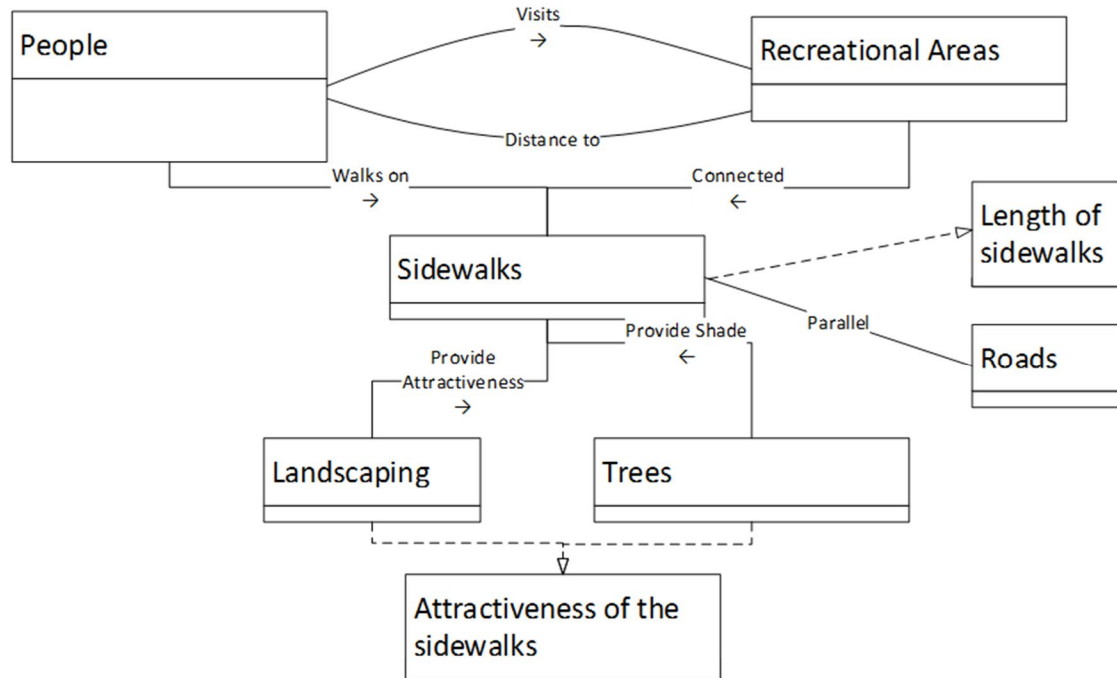 Visits
→
People
Recreational Areas
Distance to
Walks on
→
Connected
←
Length of
sidewalks
Sidewalks
Provide Shade
←
Parallel
Provide
Attractiveness
→
Roads
Landscaping
Trees
Attractiveness of the
sidewalks